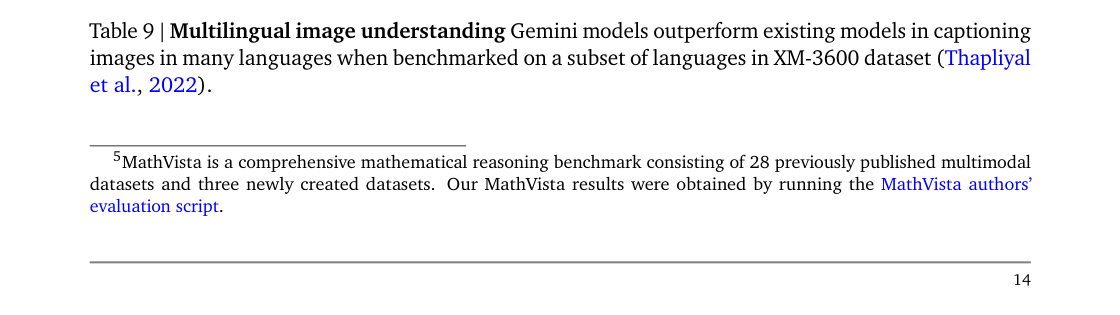 Table 9 | Multilingual image understanding Gemini models outperform existing models in captioning
images in many languages when benchmarked on a subset of languages in XM-3600 dataset (Thapliyal
et al., 2022).
5MathVista is a comprehensive mathematical reasoning benchmark consisting of 28 previously published multimodal
datasets and three newly created datasets. Our MathVista results were obtained by running the MathVista authors’
evaluation script.
14